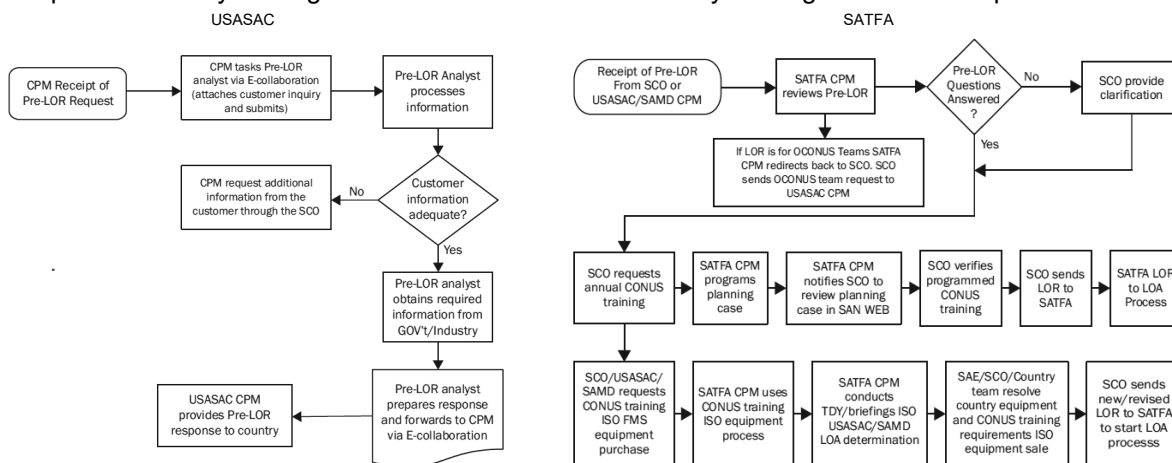 USASAC
CPM Receipt of
Pre-LOR Request
CPM tasks Pre-LOR
analyst via E-collaboration
(attaches customer inquiry
and submits)
Pre-LOR Analyst
processes
information
CPM request additional
information from the
customer through the SCO
No
Customer
information
adequate?
Yes
Pre-LOR analyst
obtains required
information from
GOV't/Industry
USASAC CPM
provides Pre-LOR
response to country
Pre-LOR analyst
prepares response
and forwards to CPM
via E-collaboration
SATFA
Receipt of Pre-LOR
From SCO or
USASAC/SAMD CPM
SATFA CPM
reviews Pre-LOR
Pre-LOR
Questions
Answered
?
No
SCO provide
clarification
Yes
If LOR is for OCONUS Teams SATFA
CPM redirects back to SCO. SCO
sends OCONUS team request to
USASAC CPM
SCO requests
annual CONUS
training
SATFA CPM
programs
planning
case
SATFA CPM
notifies SCO to
review planning
case in SAN WEB
SCO verifies
programmed
CONUS
training
SCO sends
LOR to
SATFA
SATFA LOR
to LOA
Process
SCO/USASAC/
SAMD requests
CONUS training
ISO FMS
equipment
purchase
SATFA CPM uses
CONUS training
ISO equipment
process
SATFA CPM
conducts
TDY/briefings ISO
USASAC/SAMD
LOA determination
SAE/SCO/Country
team resolve
country equipment
and CONUS training
requirements ISO
equipment sale
SCO sends
new/revised
LOR to SATFA
to start LOA
processs